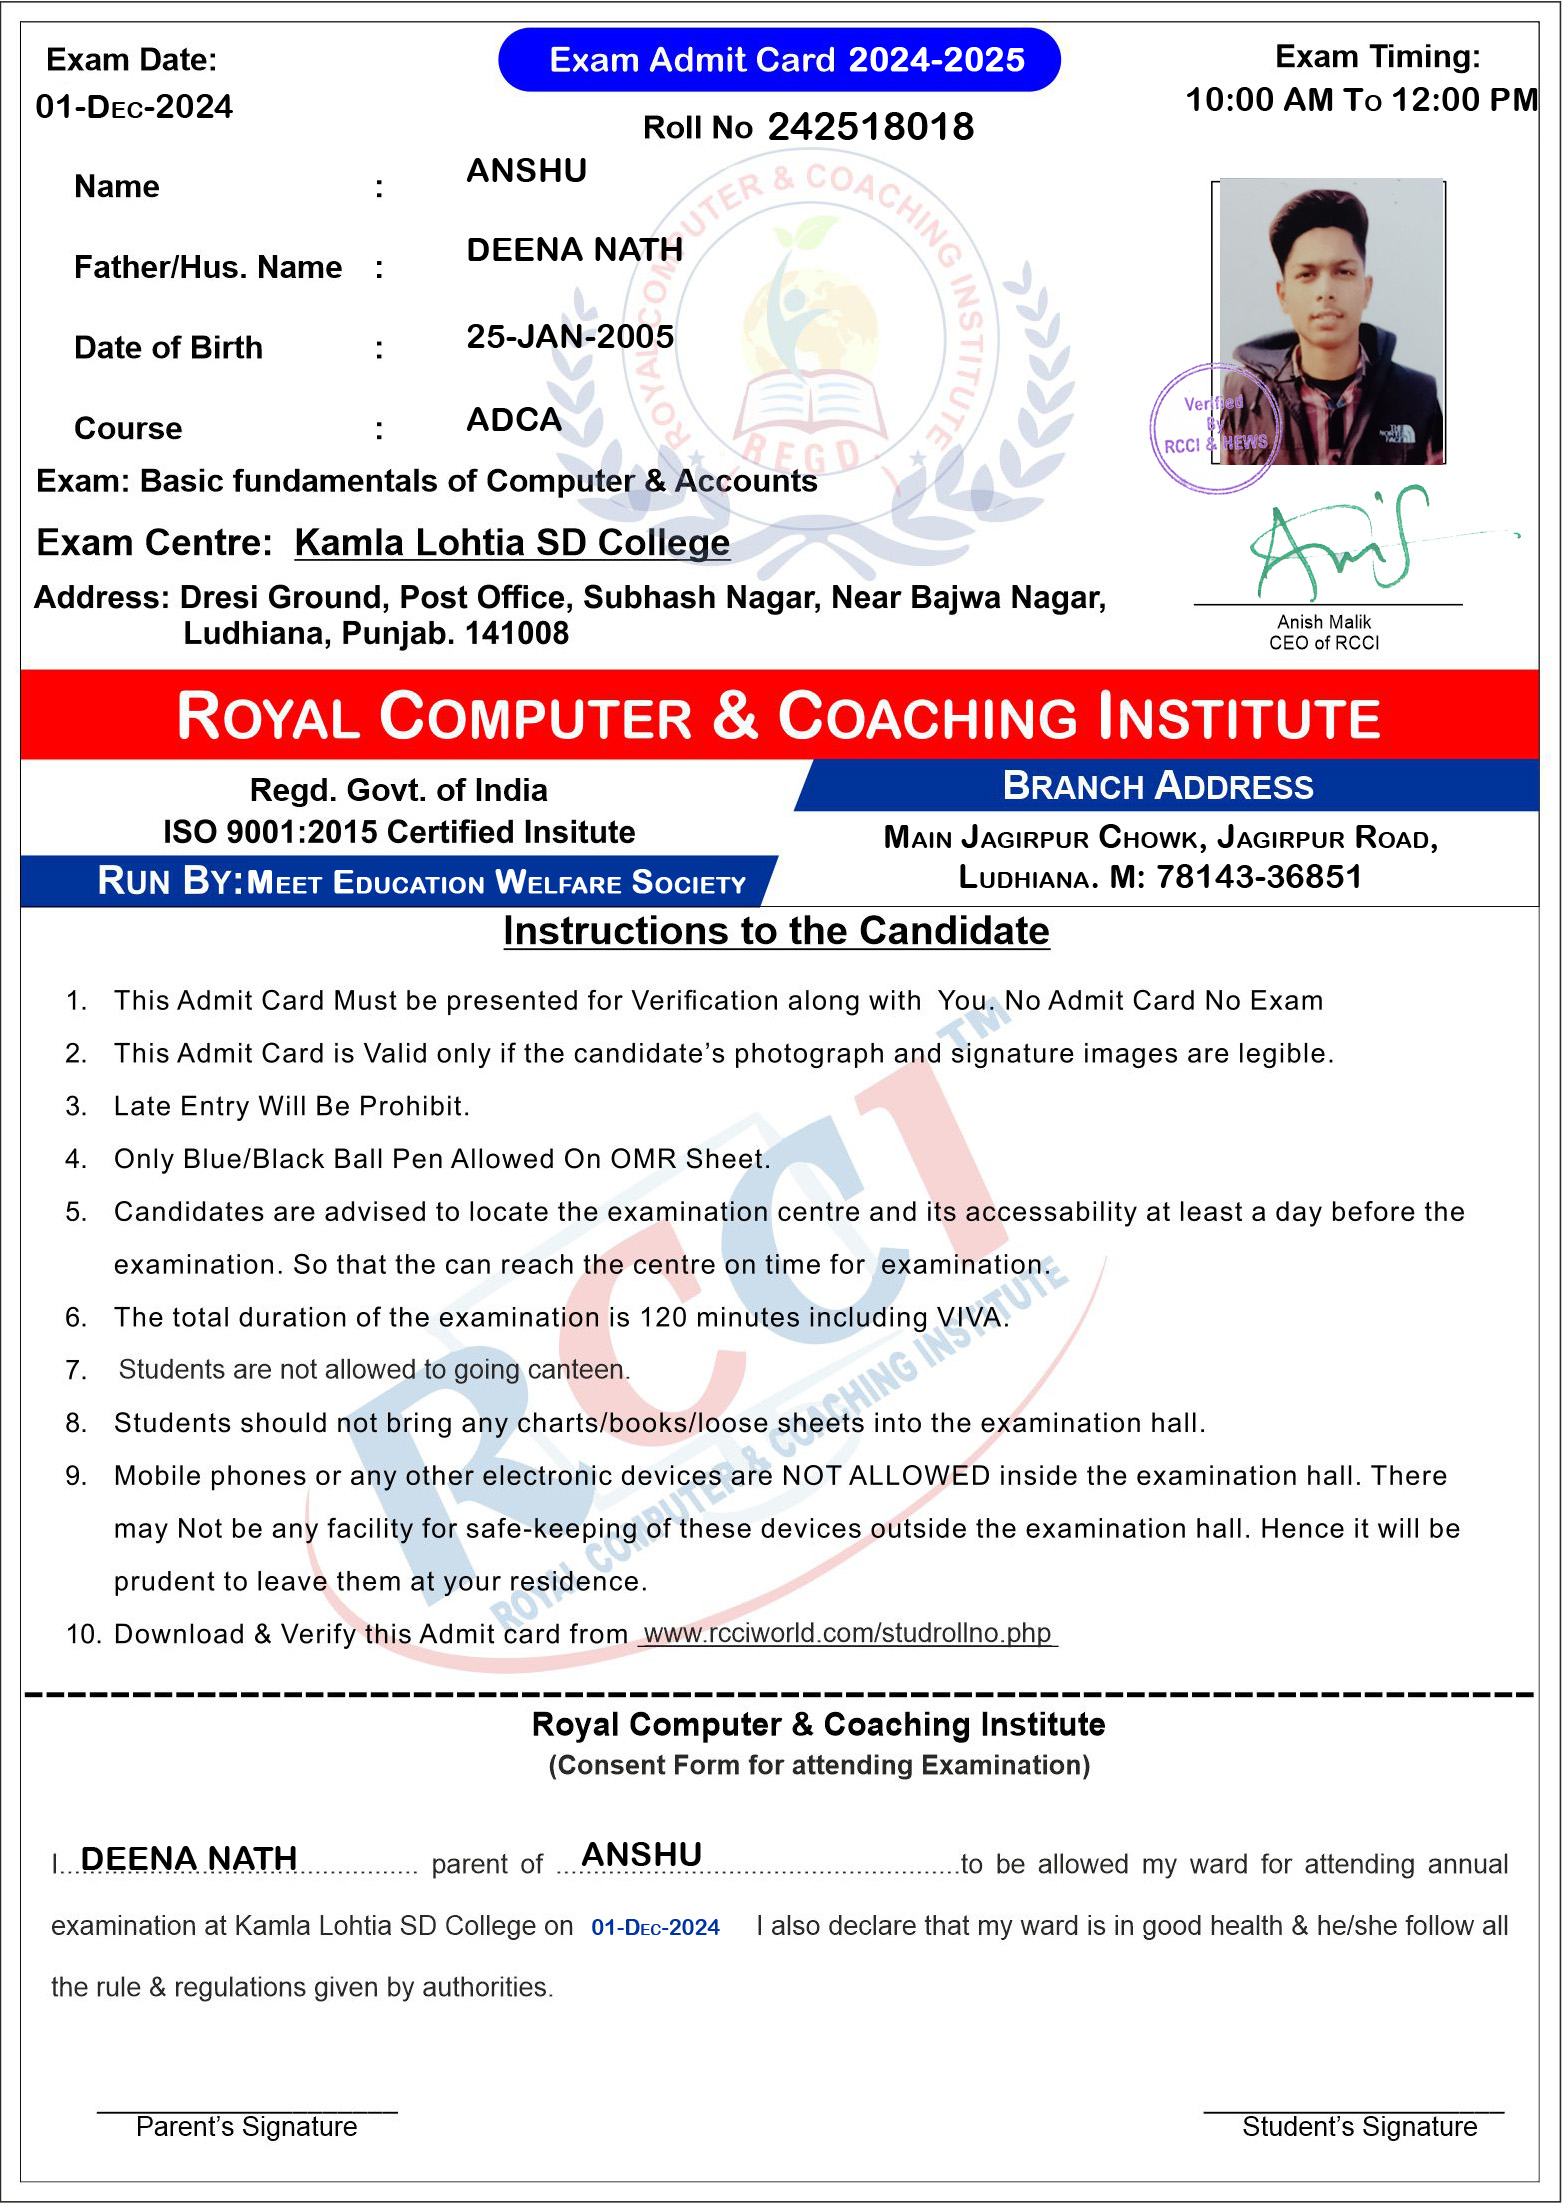 Exam Date:
01-Dec-2024
Exam Admit Card 2024-2025
Roll No 242518018
Exam Timing:
10:00 AM To 12:00 PM
Name : ANSHU
Father/Hus. Name : DEENA NATH
Date of Birth : 25-JAN-2005
Course : ADCA
ROYAL COMPUTER & COACHING INSTITUTE
REGD.
Verified
By
RCCI & HEWS
THE
NORTH
FACE
Exam: Basic fundamentals of Computer & Accounts
Exam Centre: Kamla Lohtia SD College
Address: Dresi Ground, Post Office, Subhash Nagar, Near Bajwa Nagar,
Ludhiana, Punjab. 141008
Anish Malik
CEO of RCCI
Royal Computer & Coaching Institute
Regd. Govt. of India
ISO 9001:2015 Certified Insitute
Run By:Meet Education Welfare Society
Branch Address
Main Jagirpur Chowk, Jagirpur Road,
Ludhiana. M: 78143-36851
Instructions to the Candidate
1. This Admit Card Must be presented for Verification along with You. No Admit Card No Exam
2. This Admit Card is Valid only if the candidate's photograph and signature images are legible.
3. Late Entry Will Be Prohibit.
4. Only Blue/Black Ball Pen Allowed On OMR Sheet.
5. Candidates are advised to locate the examination centre and its accessability at least a day before the
examination. So that the can reach the centre on time for examination.
6. The total duration of the examination is 120 minutes including VIVA.
7. Students are not allowed to going canteen.
8. Students should not bring any charts/books/loose sheets into the examination hall.
9. Mobile phones or any other electronic devices are NOT ALLOWED inside the examination hall. There
may Not be any facility for safe-keeping of these devices outside the examination hall. Hence it will be
prudent to leave them at your residence.
10. Download & Verify this Admit card from www.rcciworld.com/studrollno.php
RCCI TM
ROYAL COMPUTER & COACHING INSTITUTE
Royal Computer & Coaching Institute
(Consent Form for attending Examination)
I... DEENA NATH ............... parent of ... ANSHU ...............to be allowed my ward for attending annual
examination at Kamla Lohtia SD College on 01-Dec-2024 I also declare that my ward is in good health & he/she follow all
the rule & regulations given by authorities.
Parent's Signature
Student's Signature